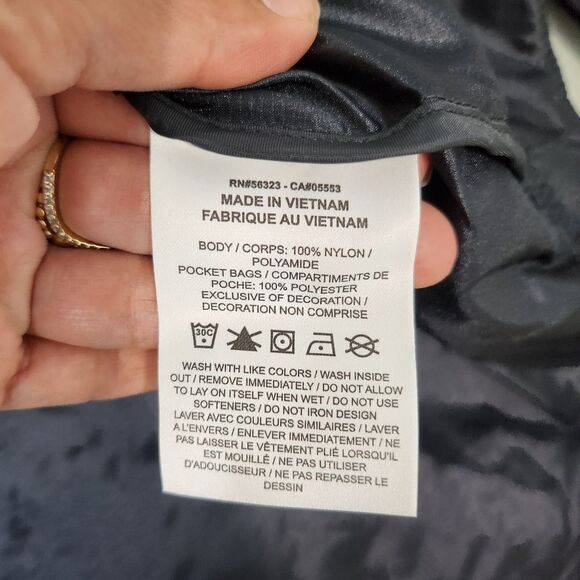 RN#56323 - CA#05553
MADE IN VIETNAM
FABRIQUE AU VIETNAM
BODY / CORPS: 100% NYLON /
POLYAMIDE
POCKET BAGS / COMPARTIMENTS DE
POCHE: 100% POLYESTER
EXCLUSIVE OF DECORATION /
DECORATION NON COMPRISE
30C
WASH WITH LIKE COLORS / WASH INSIDE
OUT / REMOVE IMMEDIATELY / DO NOT ALLOW
TO LAY ON ITSELF WHEN WET / DO NOT USE
SOFTENERS / DO NOT IRON DESIGN
LAVER AVEC COULEURS SIMILAIRES / LAVER
À L'ENVERS / ENLEVER IMMEDIATEMENT / NE
PAS LAISSER LE VÊTEMENT PLIÉ LORSQU'IL
EST MOUILLÉ / NE PAS UTILISER
D'ADOUCISSEUR / NE PAS REPASSER LE
DESSIN